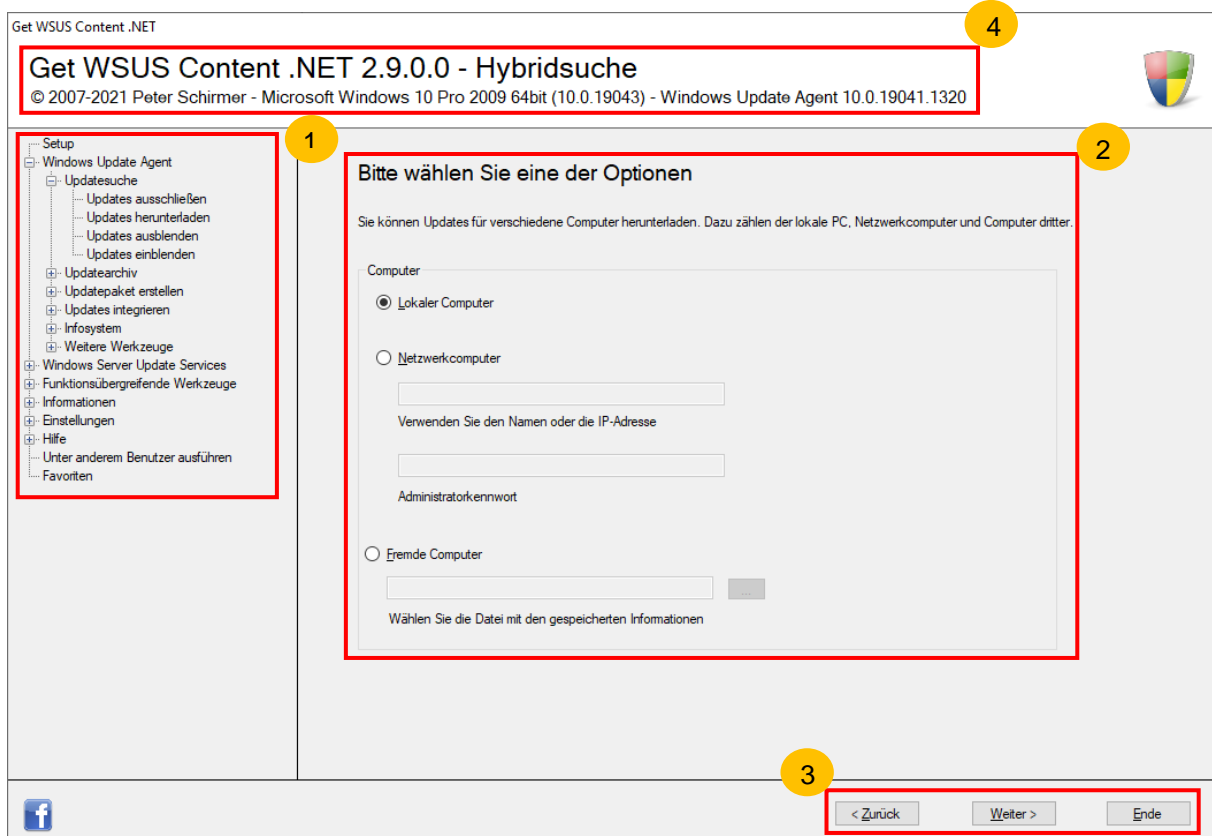 Get WSUS Content .NET
4
Get WSUS Content .NET 2.9.0.0 - Hybridsuche
© 2007-2021 Peter Schirmer - Microsoft Windows 10 Pro 2009 64bit (10.0.19043) - Windows Update Agent 10.0.19041.1320
1
Setup
Windows Update Agent
Updatesuche
Updates ausschließen
Updates herunterladen
Updates ausblenden
Updates einblenden
Updatearchiv
Updatepaket erstellen
Updates integrieren
Infosystem
Weitere Werkzeuge
Windows Server Update Services
Funktionsübergreifende Werkzeuge
Informationen
Einstellungen
Hilfe
Unter anderem Benutzer ausführen
Favoriten
2
Bitte wählen Sie eine der Optionen
Sie können Updates für verschiedene Computer herunterladen. Dazu zählen der lokale PC, Netzwerkcomputer und Computer dritter.
Computer
Lokaler Computer
Netzwerkcomputer
Verwenden Sie den Namen oder die IP-Adresse
Administratorkennwort
Fremde Computer
...
Wählen Sie die Datei mit den gespeicherten Informationen
3
f
< Zurück
Weiter >
Ende